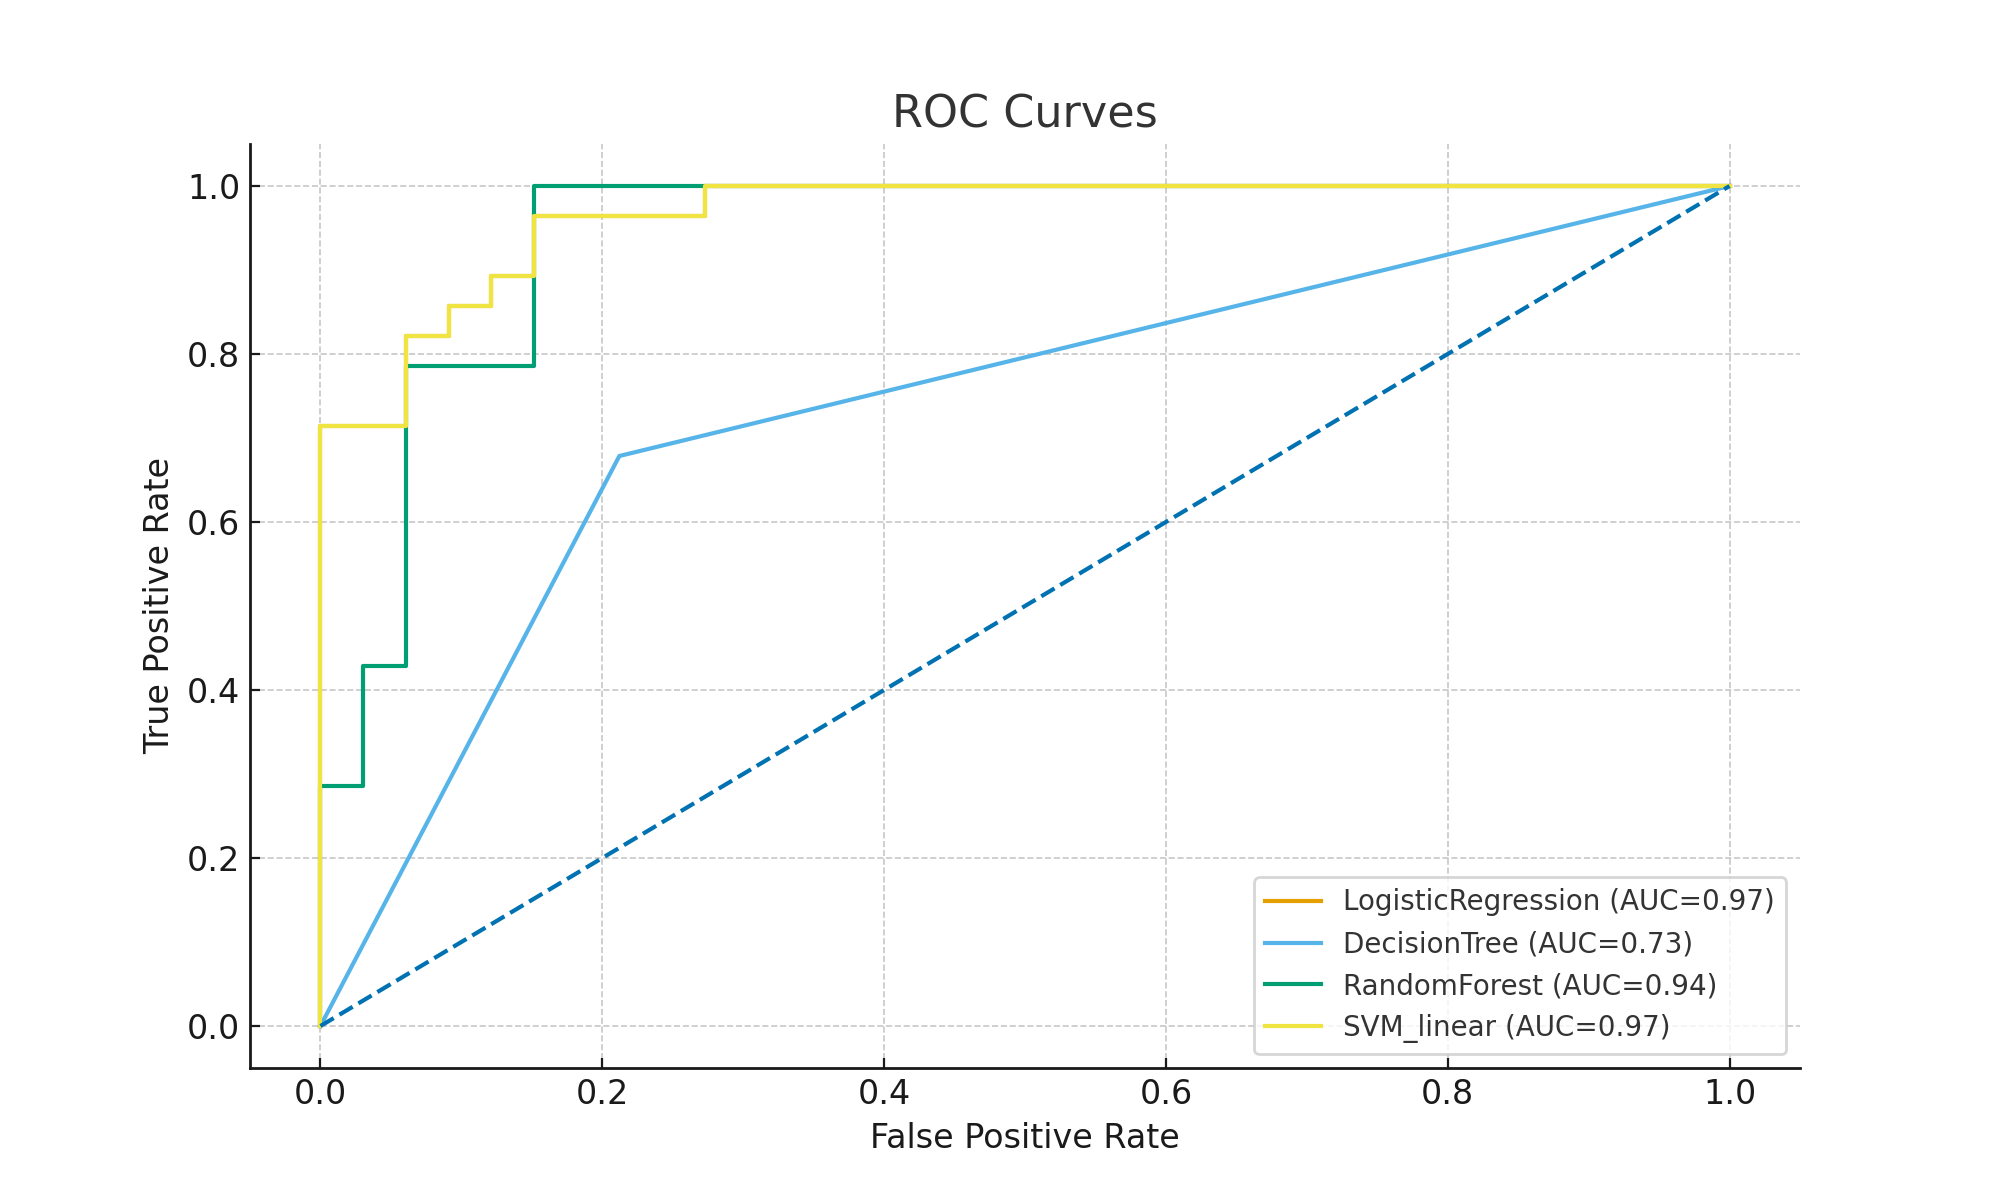 ROC Curves
1.0
0.8
0.6
0.4
0.2
0.0
True Positive Rate
0.0 0.2 0.4 0.6 0.8 1.0
False Positive Rate
LogisticRegression (AUC=0.97)
DecisionTree (AUC=0.73)
RandomForest (AUC=0.94)
SVM_linear (AUC=0.97)